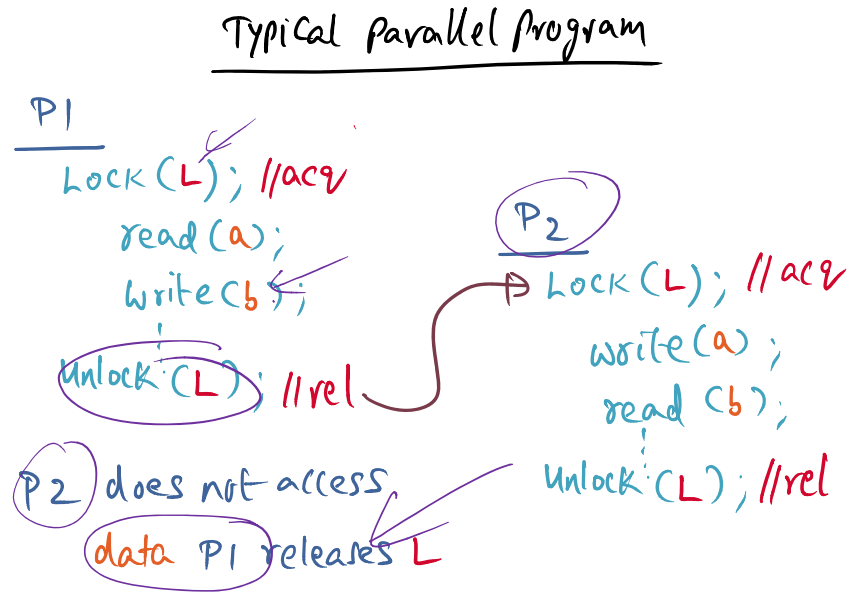 Typical Parallel Program
P1
Lock (L); //acq
read (a);
write (b);
Unlock (L); //rel
P2
Lock (L); //acq
write (a);
read (b);
Unlock (L); //rel
P2 does not access
data P1 releases L